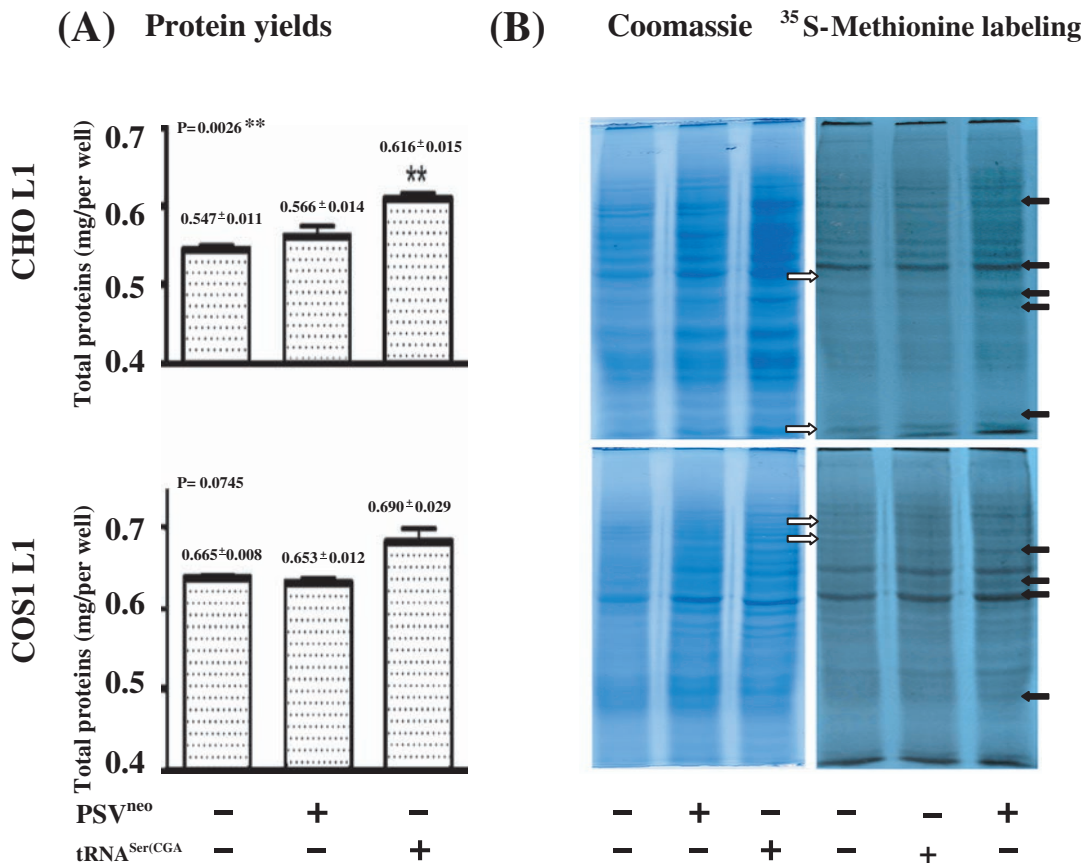 (A) Protein yields
(B) Coomassie ³⁵S-Methionine labeling
CHO L1
Total proteins (mg/per well)
0.7
0.6
0.5
0.4
P=0.0026 **
0.547±0.011
0.566±0.014
0.616±0.015
**
COS1 L1
Total proteins (mg/per well)
0.7
0.6
0.5
0.4
P= 0.0745
0.665±0.008
0.653±0.012
0.690±0.029
PSVⁿᵉᵒ − + − − + − − − +
tRNA^Ser(CGA − − + − − + − + −